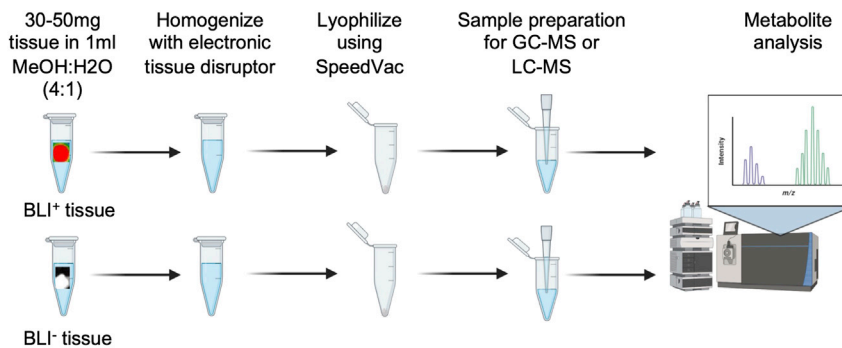 30-50mg
tissue in 1ml
MeOH:H2O
(4:1)
Homogenize
with electronic
tissue disruptor
Lyophilize
using
SpeedVac
Sample preparation
for GC-MS or
LC-MS
Metabolite
analysis
Intensity
m/z
BLI⁺ tissue
BLI⁻ tissue